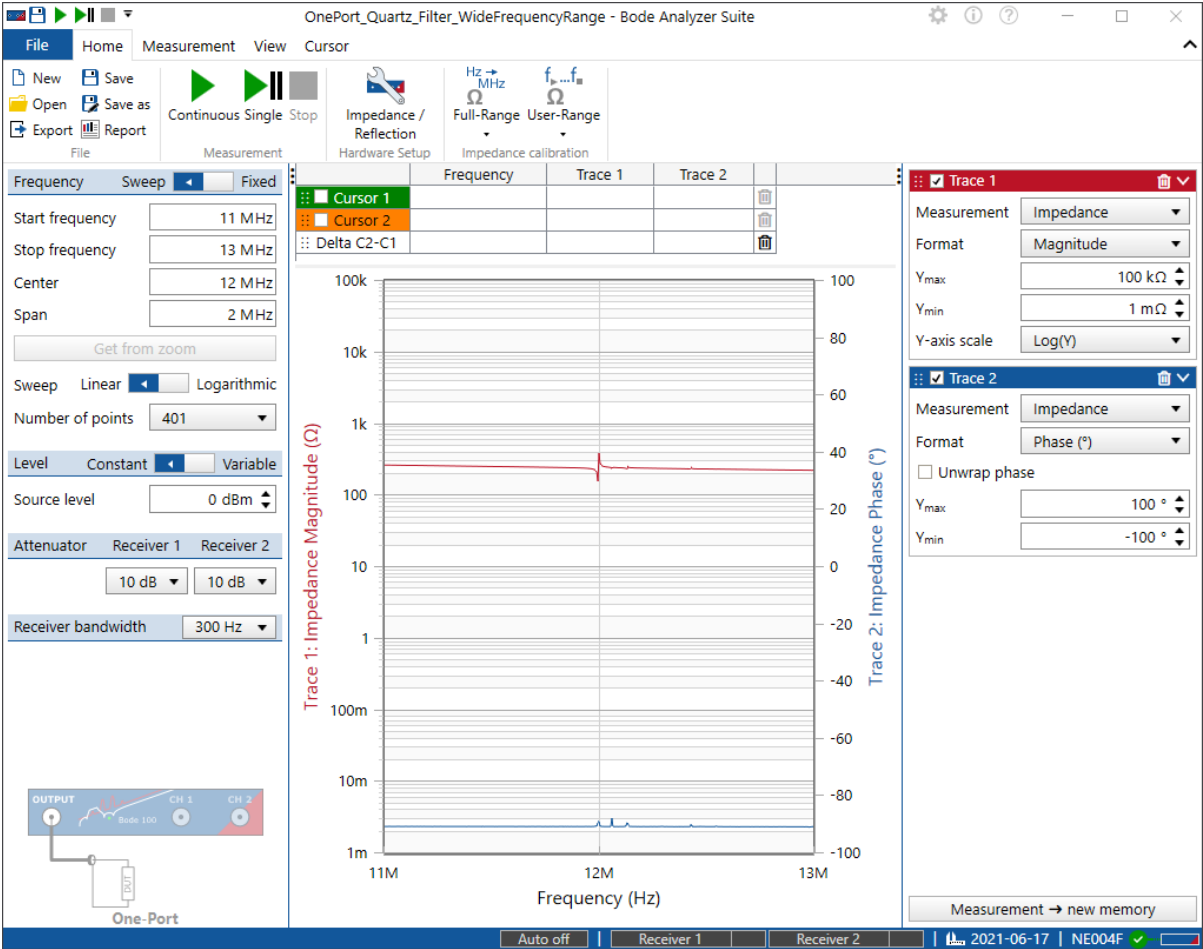 OnePort_Quartz_Filter_WideFrequencyRange - Bode Analyzer Suite
File Home Measurement View Cursor
New Save
Open Save as
Export Report
File
Continuous Single Stop
Measurement
Impedance /
Reflection
Hardware Setup
Hz → MHz
Ω
Full-Range
f▸…f■
Ω
User-Range
Impedance calibration
Frequency Sweep Fixed
Start frequency 11 MHz
Stop frequency 13 MHz
Center 12 MHz
Span 2 MHz
Get from zoom
Sweep Linear Logarithmic
Number of points 401
Level Constant Variable
Source level 0 dBm
Attenuator Receiver 1 Receiver 2
10 dB 10 dB
Receiver bandwidth 300 Hz
OUTPUT CH 1 CH 2
Bode 100
DUT
One-Port
Frequency Trace 1 Trace 2
Cursor 1
Cursor 2
Delta C2-C1
Trace 1: Impedance Magnitude (Ω)
100k
10k
1k
100
10
1
100m
10m
1m
100
80
60
40
20
0
-20
-40
-60
-80
-100
Trace 2: Impedance Phase (°)
11M 12M 13M
Frequency (Hz)
Trace 1
Measurement Impedance
Format Magnitude
Ymax 100 kΩ
Ymin 1 mΩ
Y-axis scale Log(Y)
Trace 2
Measurement Impedance
Format Phase (°)
Unwrap phase
Ymax 100 °
Ymin -100 °
Measurement → new memory
Auto off Receiver 1 Receiver 2 2021-06-17 NE004F